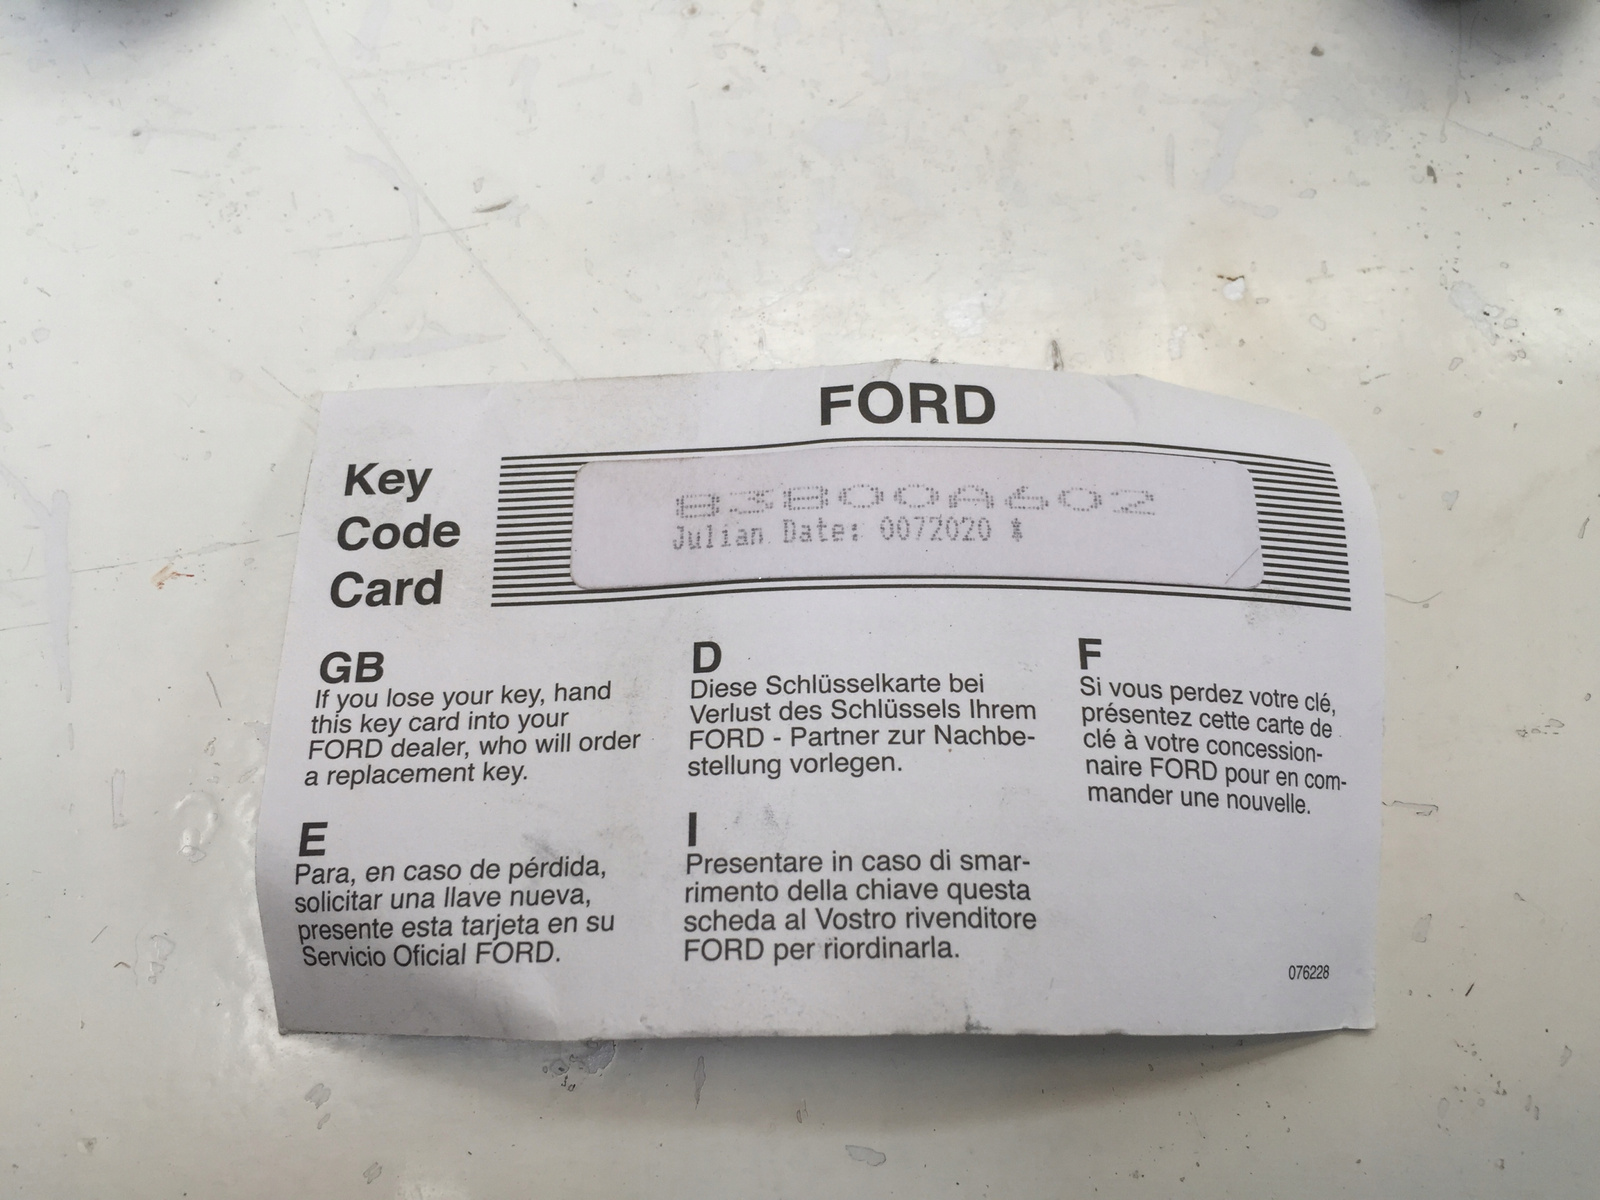 FORD
Key
Code
Card
Julian Date: 0072020 *
GB
If you lose your key, hand
this key card into your
FORD dealer, who will order
a replacement key.
D
Diese Schlüsselkarte bei
Verlust des Schlüssels Ihrem
FORD - Partner zur Nachbe-
stellung vorlegen.
F
Si vous perdez votre clé,
présentez cette carte de
clé à votre concession-
naire FORD pour en com-
mander une nouvelle.
E
Para, en caso de pérdida,
solicitar una llave nueva,
presente esta tarjeta en su
Servicio Oficial FORD.
I
Presentare in caso di smar-
rimento della chiave questa
scheda al Vostro rivenditore
FORD per riordinarla.
076228